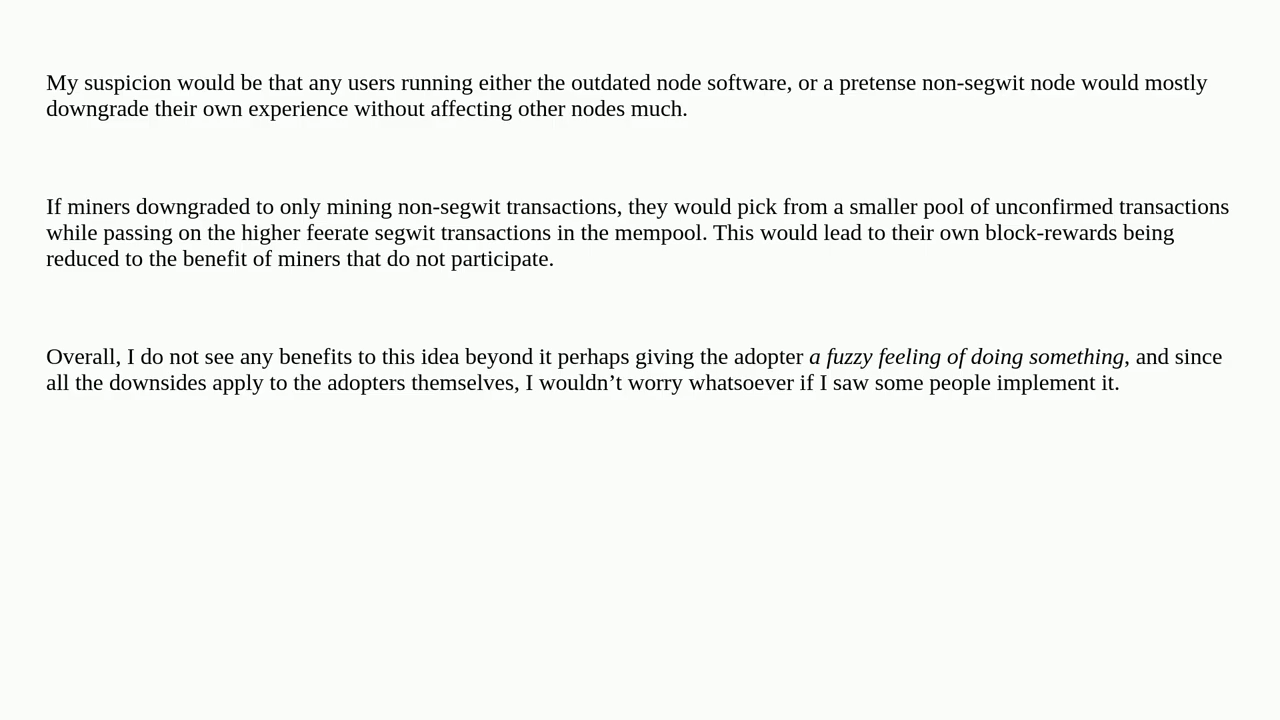 My suspicion would be that any users running either the outdated node software, or a pretense non-segwit node would mostly
downgrade their own experience without affecting other nodes much.
If miners downgraded to only mining non-segwit transactions, they would pick from a smaller pool of unconfirmed transactions
while passing on the higher feerate segwit transactions in the mempool. This would lead to their own block-rewards being
reduced to the benefit of miners that do not participate.
Overall, I do not see any benefits to this idea beyond it perhaps giving the adopter a fuzzy feeling of doing something, and since
all the downsides apply to the adopters themselves, I wouldn’t worry whatsoever if I saw some people implement it.